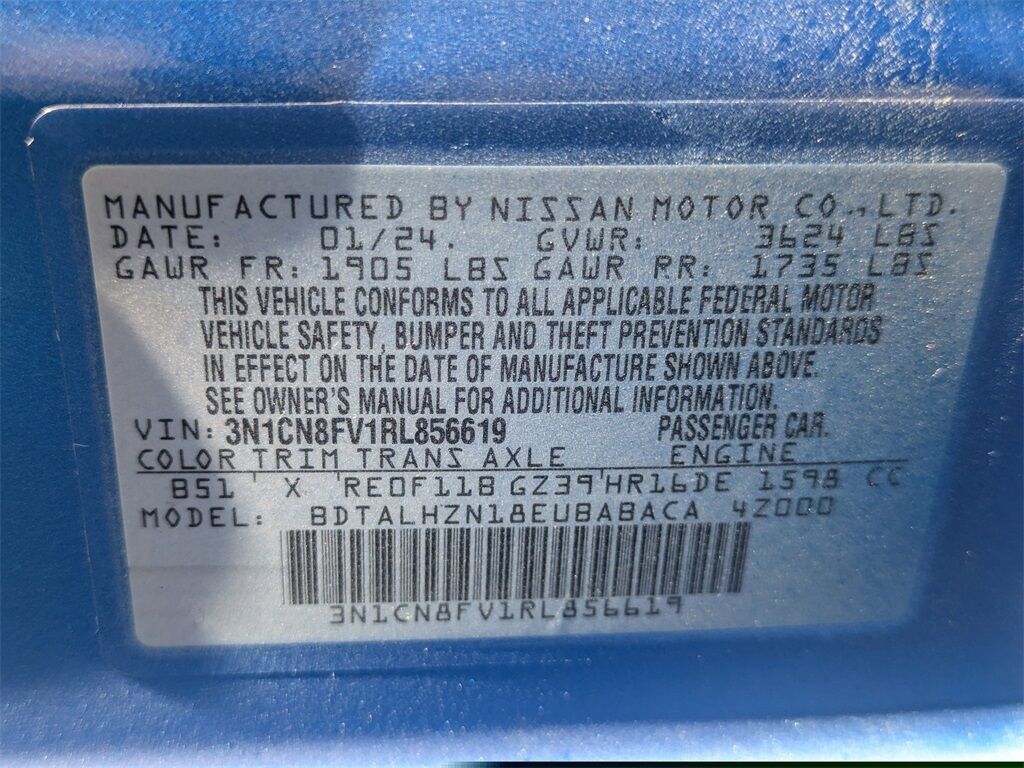 MANUFACTURED BY NISSAN MOTOR CO.,LTD.
DATE: 01/24. GVWR: 3624 LBS
GAWR FR: 1905 LBS GAWR RR: 1735 LBS
THIS VEHICLE CONFORMS TO ALL APPLICABLE FEDERAL MOTOR
VEHICLE SAFETY, BUMPER AND THEFT PREVENTION STANDARDS
IN EFFECT ON THE DATE OF MANUFACTURE SHOWN ABOVE.
SEE OWNER'S MANUAL FOR ADDITIONAL INFORMATION.
VIN: 3N1CN8FV1RL856619 PASSENGER CAR.
COLOR TRIM TRANS AXLE ENGINE
B51 X RE0F11B GZ39 HR16DE 1598 CC
MODEL: BDTALHZN18EUBABACA 4Z000
3N1CN8FV1RL856619